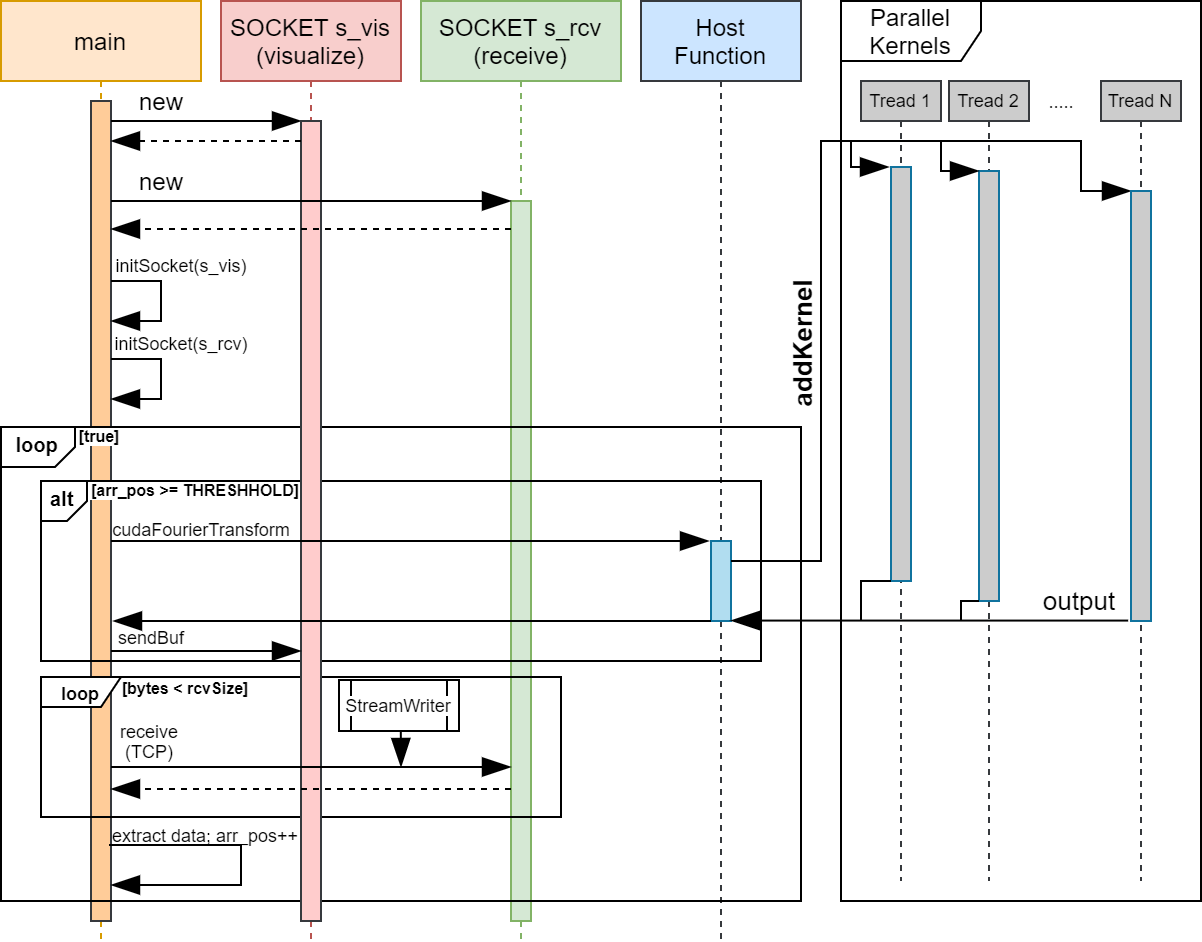 main
SOCKET s_vis
(visualize)
SOCKET s_rcv
(receive)
Host
Function
Parallel
Kernels
Tread 1
Tread 2
.....
Tread N
new
new
initSocket(s_vis)
initSocket(s_rcv)
addKernel
loop
[true]
alt
[arr_pos >= THRESHHOLD]
cudaFourierTransform
output
sendBuf
loop
[bytes < rcvSize]
StreamWriter
receive
(TCP)
extract data; arr_pos++